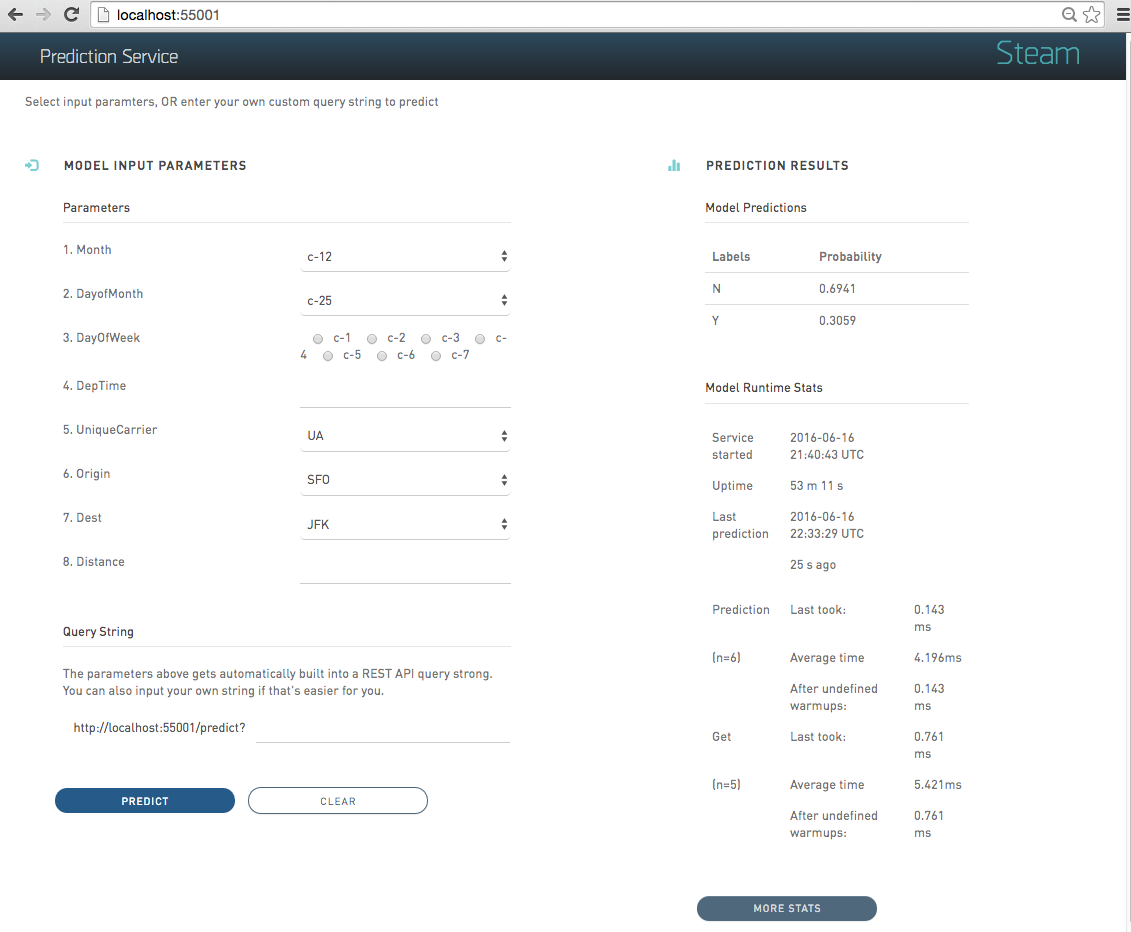 localhost:55001
Prediction Service
Steam
Select input paramters, OR enter your own custom query string to predict
MODEL INPUT PARAMETERS
Parameters
1. Month
c-12
2. DayofMonth
c-25
3. DayOfWeek
c-1 c-2 c-3 c-
4 c-5 c-6 c-7
4. DepTime
5. UniqueCarrier
UA
6. Origin
SFO
7. Dest
JFK
8. Distance
Query String
The parameters above gets automatically built into a REST API query strong.
You can also input your own string if that's easier for you.
http://localhost:55001/predict?
PREDICT
CLEAR
PREDICTION RESULTS
Model Predictions
Labels Probability
N 0.6941
Y 0.3059
Model Runtime Stats
Service 2016-06-16
started 21:40:43 UTC
Uptime 53 m 11 s
Last 2016-06-16
prediction 22:33:29 UTC
25 s ago
Prediction Last took: 0.143
ms
(n=6) Average time 4.196ms
After undefined 0.143
warmups: ms
Get Last took: 0.761
ms
(n=5) Average time 5.421ms
After undefined 0.761
warmups: ms
MORE STATS